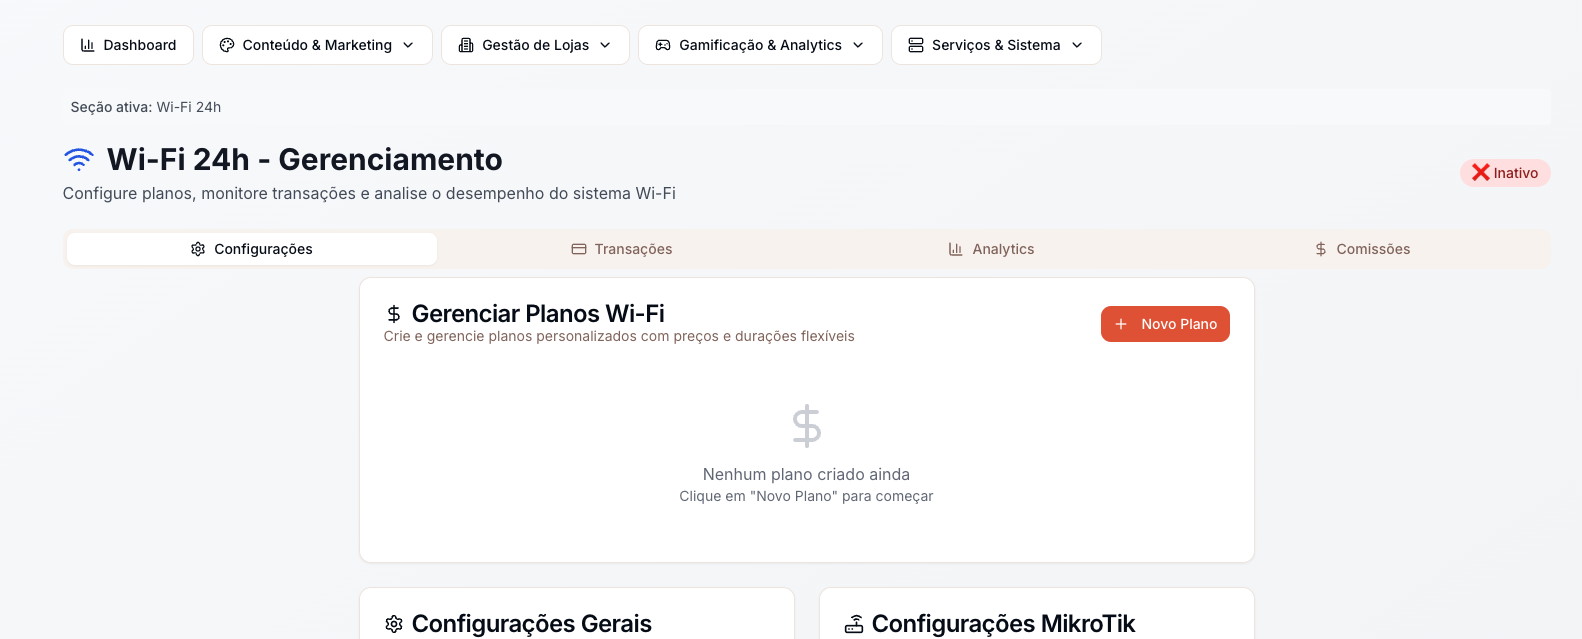 Dashboard
Conteúdo & Marketing
Gestão de Lojas
Gamificação & Analytics
Serviços & Sistema
Seção ativa: Wi-Fi 24h
Wi-Fi 24h - Gerenciamento
Configure planos, monitore transações e analise o desempenho do sistema Wi-Fi
❌ Inativo
Configurações
Transações
Analytics
Comissões
Gerenciar Planos Wi-Fi
Crie e gerencie planos personalizados com preços e durações flexíveis
Novo Plano
Nenhum plano criado ainda
Clique em "Novo Plano" para começar
Configurações Gerais
Configurações MikroTik